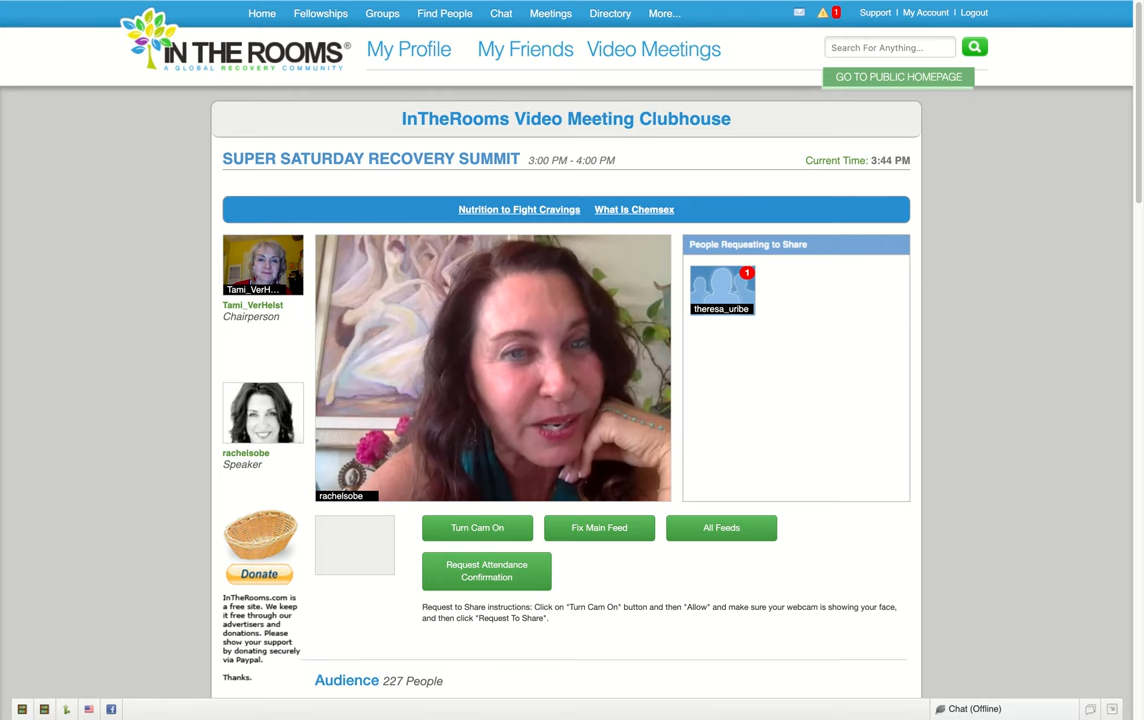 Home
Fellowships
Groups
Find People
Chat
Meetings
Directory
More...
1
Support | My Account | Logout
IN THE ROOMS®
A GLOBAL RECOVERY COMMUNITY
My Profile
My Friends
Video Meetings
Search For Anything...
GO TO PUBLIC HOMEPAGE
InTheRooms Video Meeting Clubhouse
SUPER SATURDAY RECOVERY SUMMIT 3:00 PM - 4:00 PM
Current Time: 3:44 PM
Nutrition to Fight Cravings
What Is Chemsex
Tami_VerH...
Tami_VerHelst
Chairperson
rachelsobe
Speaker
rachelsobe
People Requesting to Share
1
theresa_uribe
Turn Cam On
Fix Main Feed
All Feeds
Request Attendance
Confirmation
Request to Share instructions: Click on "Turn Cam On" button and then "Allow" and make sure your webcam is showing your face,
and then click "Request To Share".
Donate
InTheRooms.com is
a free site. We keep
it free through our
advertisers and
donations. Please
show your support
by donating securely
via Paypal.
Thanks.
Audience 227 People
Chat (Offline)